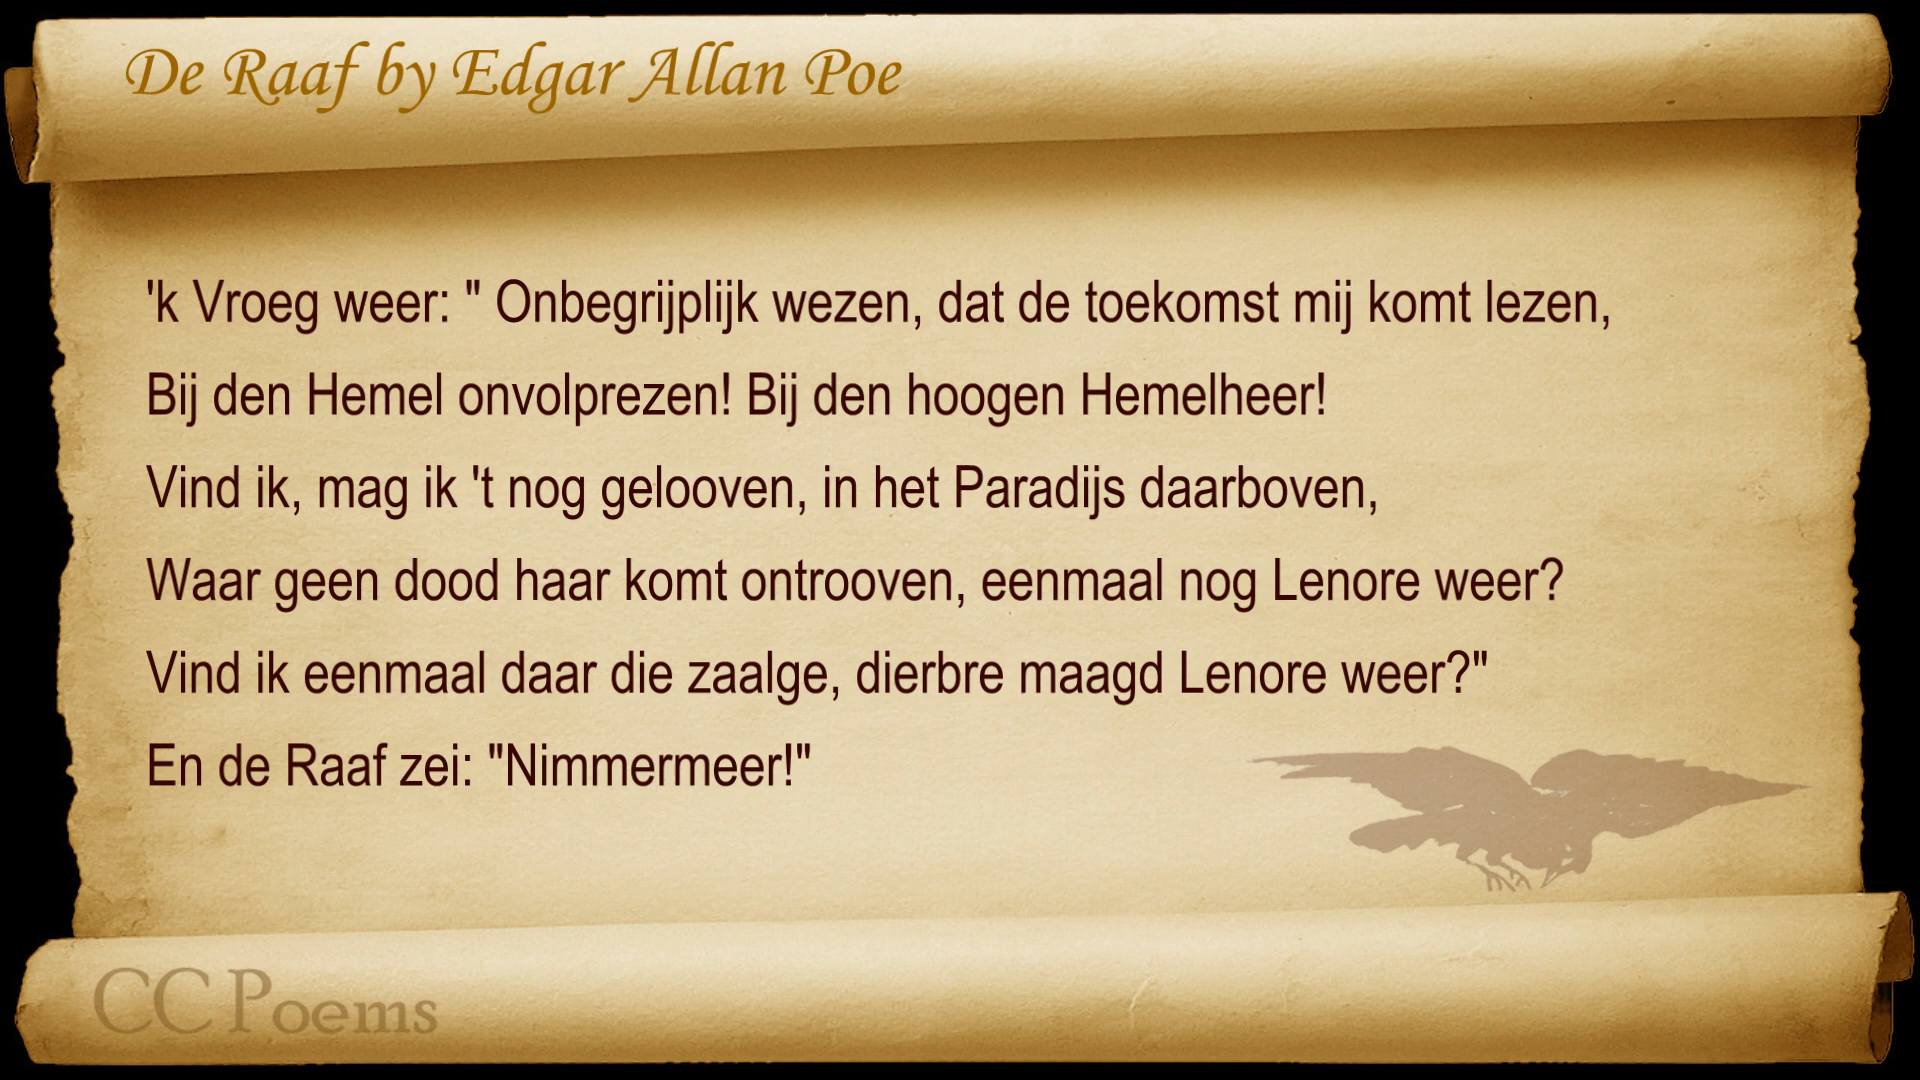 De Raaf by Edgar Allan Poe
'k Vroeg weer: " Onbegrijplijk wezen, dat de toekomst mij komt lezen,
Bij den Hemel onvolprezen! Bij den hoogen Hemelheer!
Vind ik, mag ik 't nog gelooven, in het Paradijs daarboven,
Waar geen dood haar komt ontrooven, eenmaal nog Lenore weer?
Vind ik eenmaal daar die zaalge, dierbre maagd Lenore weer?"
En de Raaf zei: "Nimmermeer!"
CC Poems